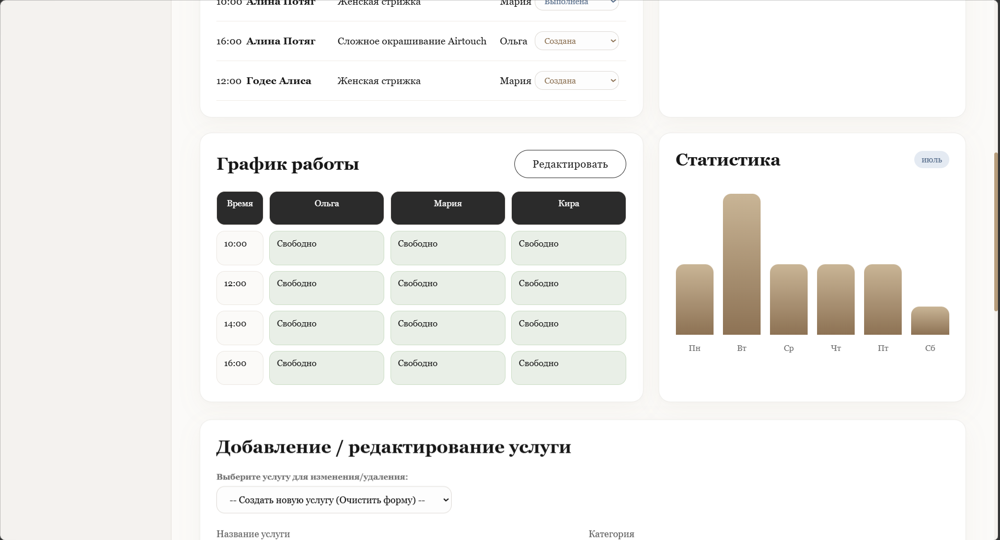 10:00 Алина Потяг Женская стрижка Мария Выполнена
16:00 Алина Потяг Сложное окрашивание Airtouch Ольга Создана
12:00 Годес Алиса Женская стрижка Мария Создана
График работы
Редактировать
Время Ольга Мария Кира
10:00 Свободно Свободно Свободно
12:00 Свободно Свободно Свободно
14:00 Свободно Свободно Свободно
16:00 Свободно Свободно Свободно
Статистика
июль
Пн Вт Ср Чт Пт Сб
Добавление / редактирование услуги
Выберите услугу для изменения/удаления:
-- Создать новую услугу (Очистить форму) --
Название услуги
Категория